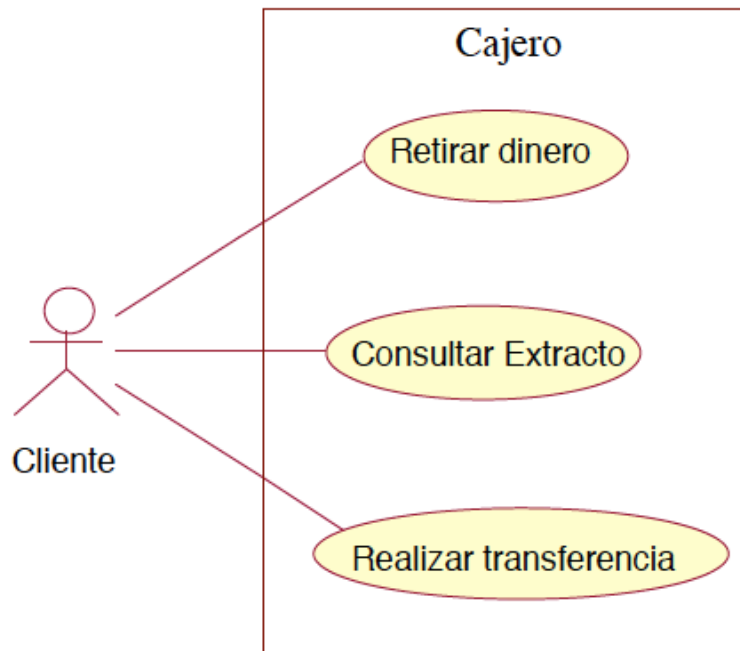 Cajero
Retirar dinero
Consultar Extracto
Cliente
Realizar transferencia